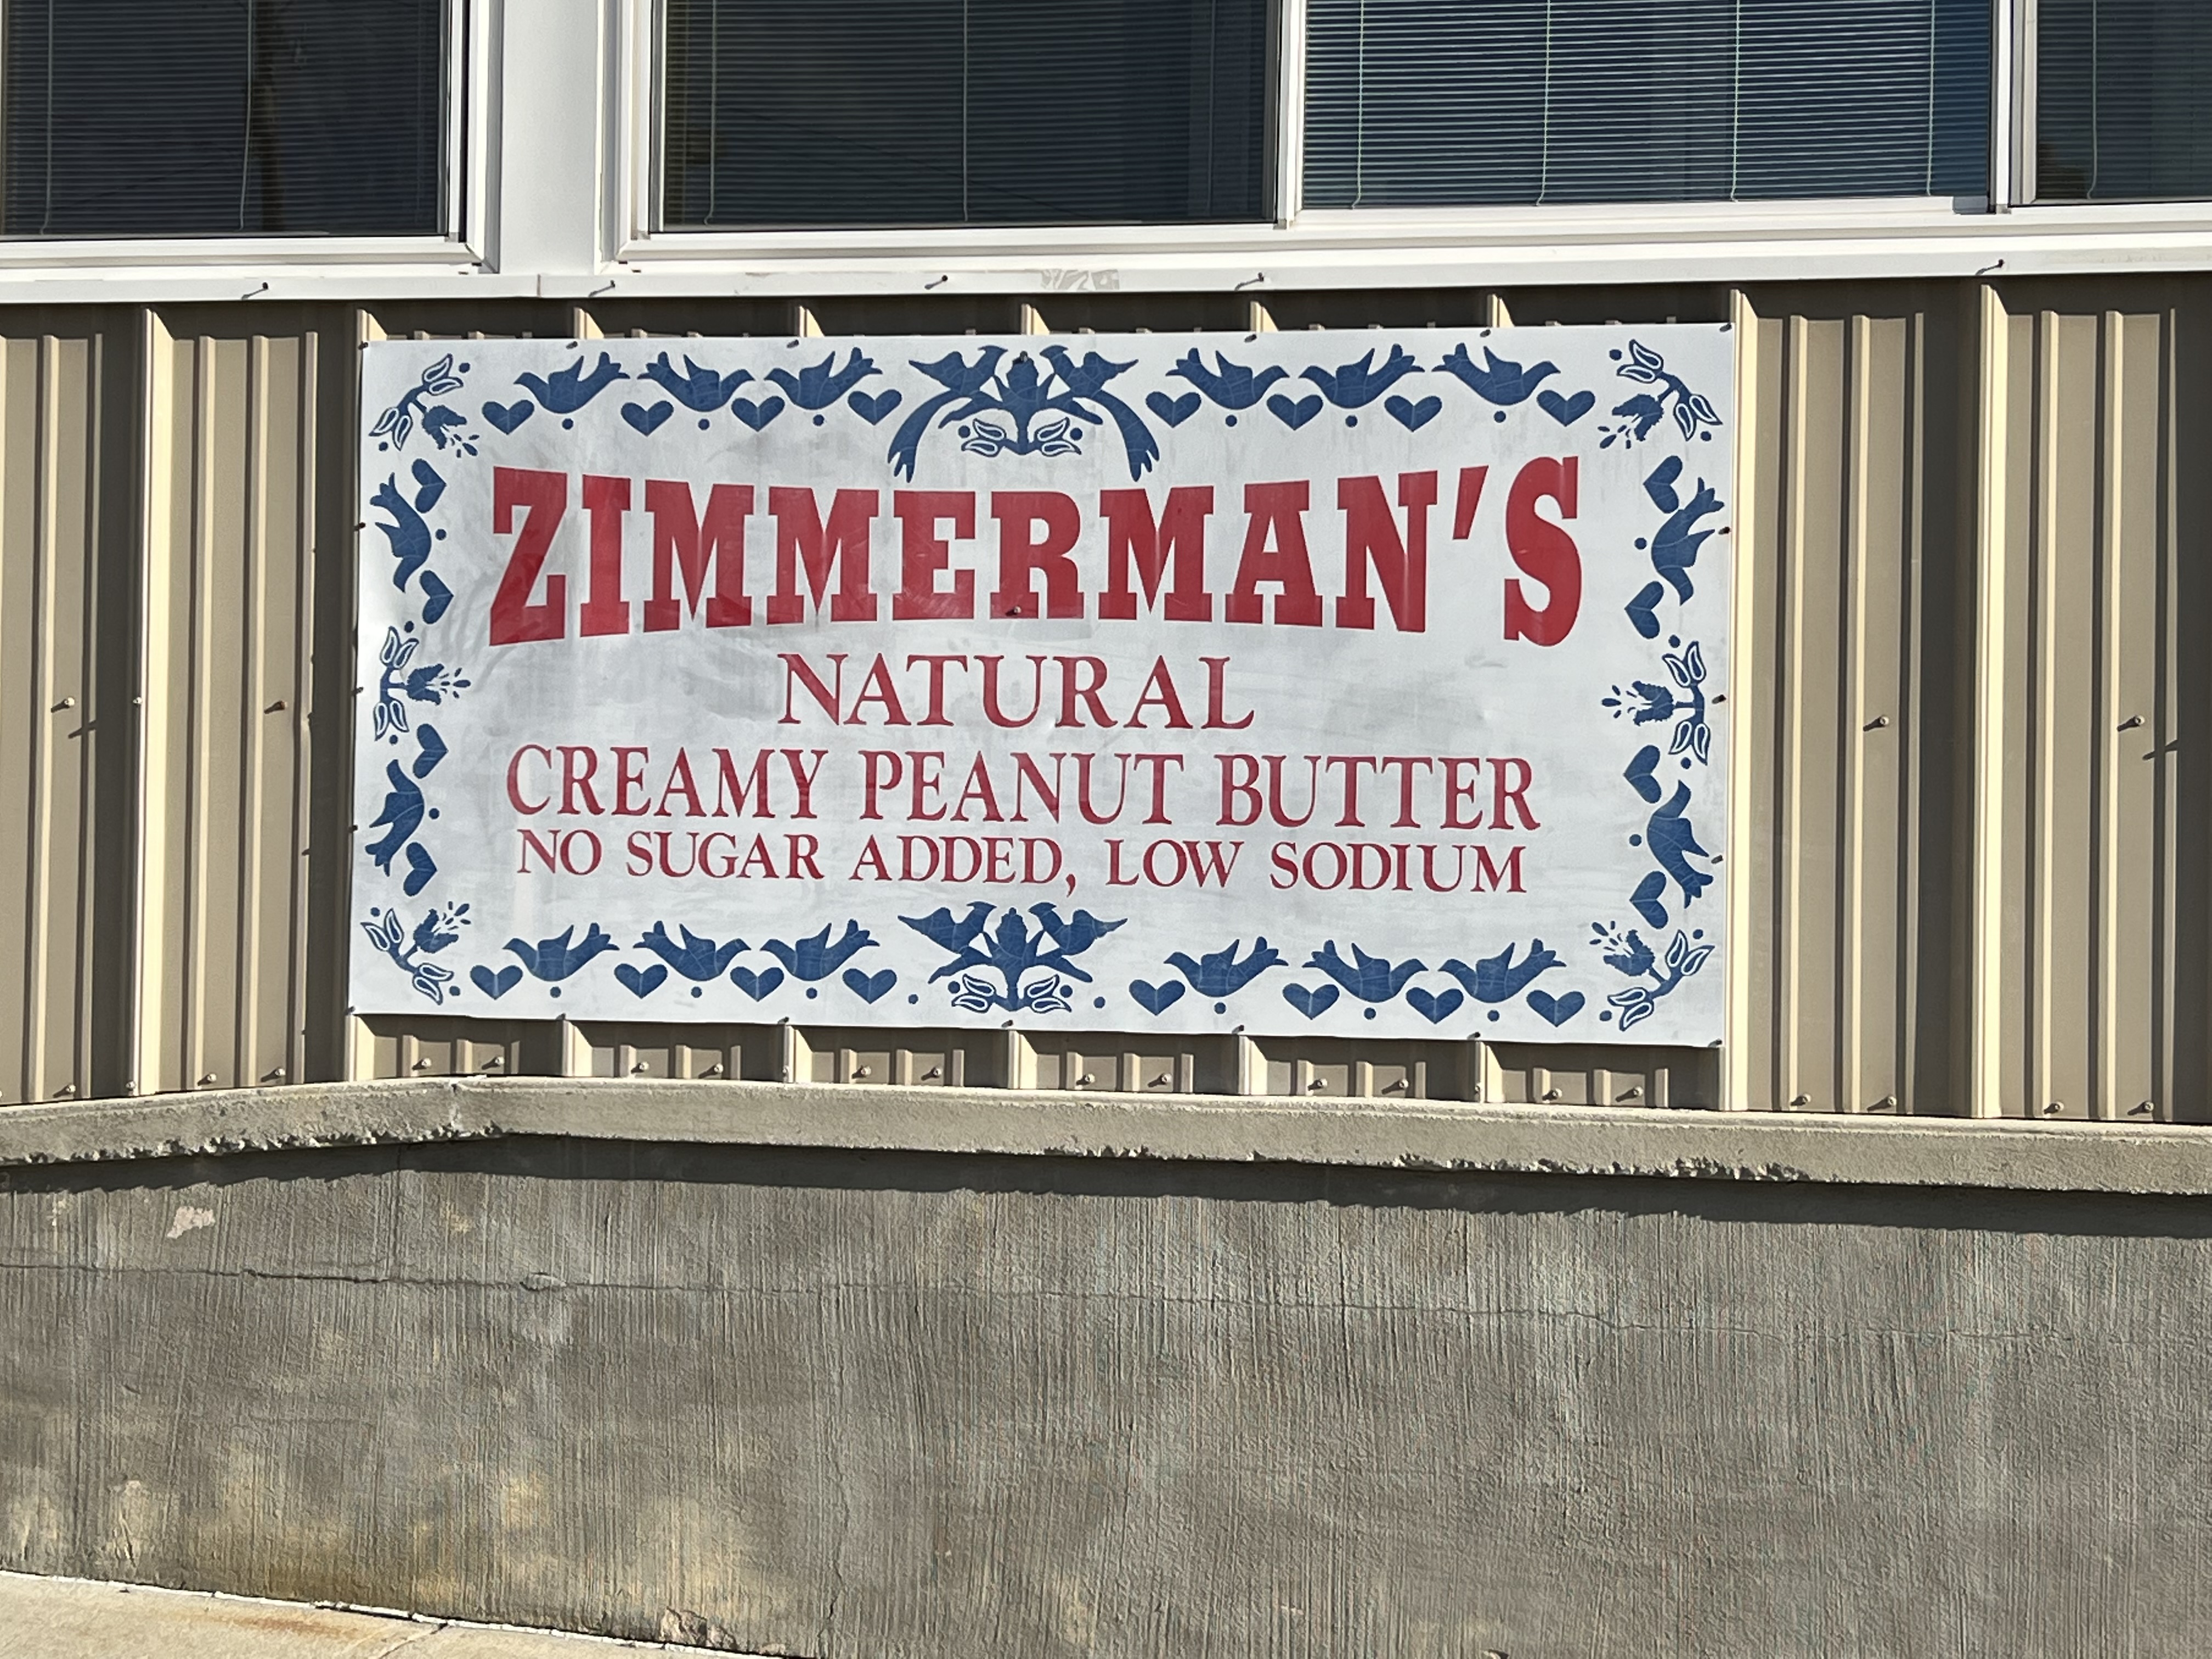 ZIMMERMAN'S
NATURAL
CREAMY PEANUT BUTTER
NO SUGAR ADDED, LOW SODIUM